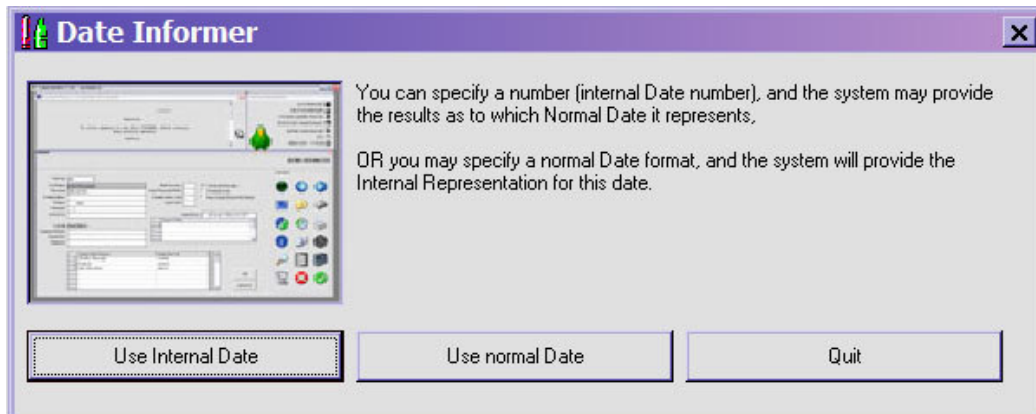 Date Informer
You can specify a number (internal Date number), and the system may provide
the results as to which Normal Date it represents,
OR you may specify a normal Date format, and the system will provide the
Internal Representation for this date.
Use Internal Date
Use normal Date
Quit